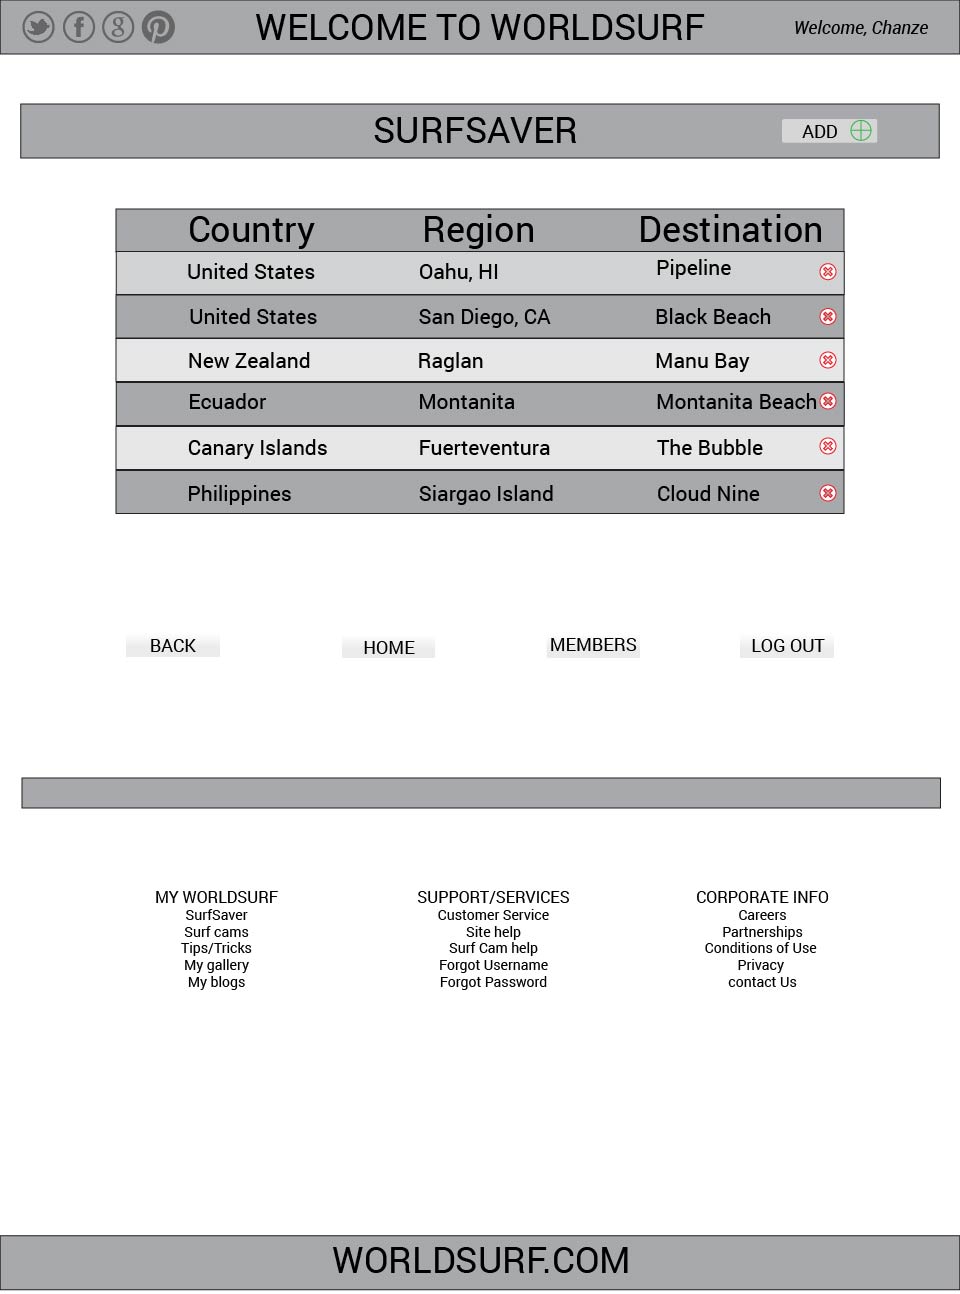 WELCOME TO WORLDSURF Welcome, Chanze
SURFSAVER ADD
Country Region Destination
United States Oahu, HI Pipeline
United States San Diego, CA Black Beach
New Zealand Raglan Manu Bay
Ecuador Montanita Montanita Beach
Canary Islands Fuerteventura The Bubble
Philippines Siargao Island Cloud Nine
BACK HOME MEMBERS LOG OUT
MY WORLDSURF SUPPORT/SERVICES CORPORATE INFO
SurfSaver Customer Service Careers
Surf cams Site help Partnerships
Tips/Tricks Surf Cam help Conditions of Use
My gallery Forgot Username Privacy
My blogs Forgot Password contact Us
WORLDSURF.COM